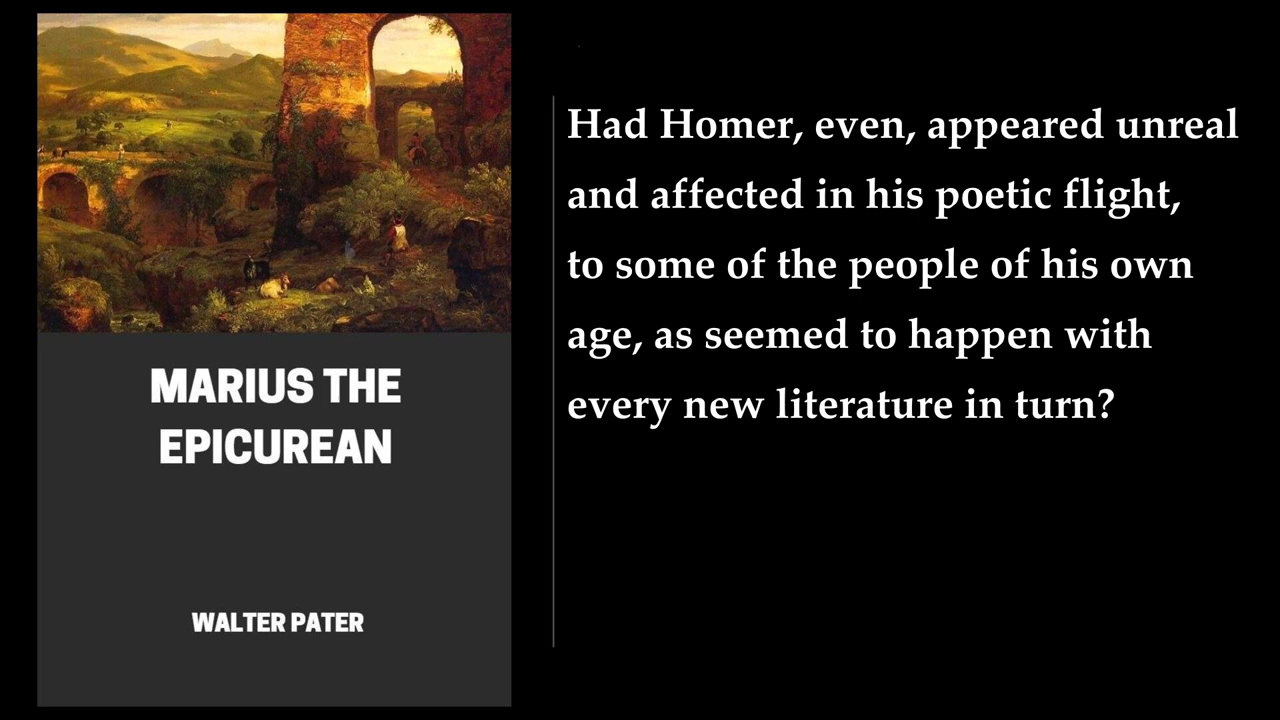 MARIUS THE
EPICUREAN
WALTER PATER
Had Homer, even, appeared unreal
and affected in his poetic flight,
to some of the people of his own
age, as seemed to happen with
every new literature in turn?